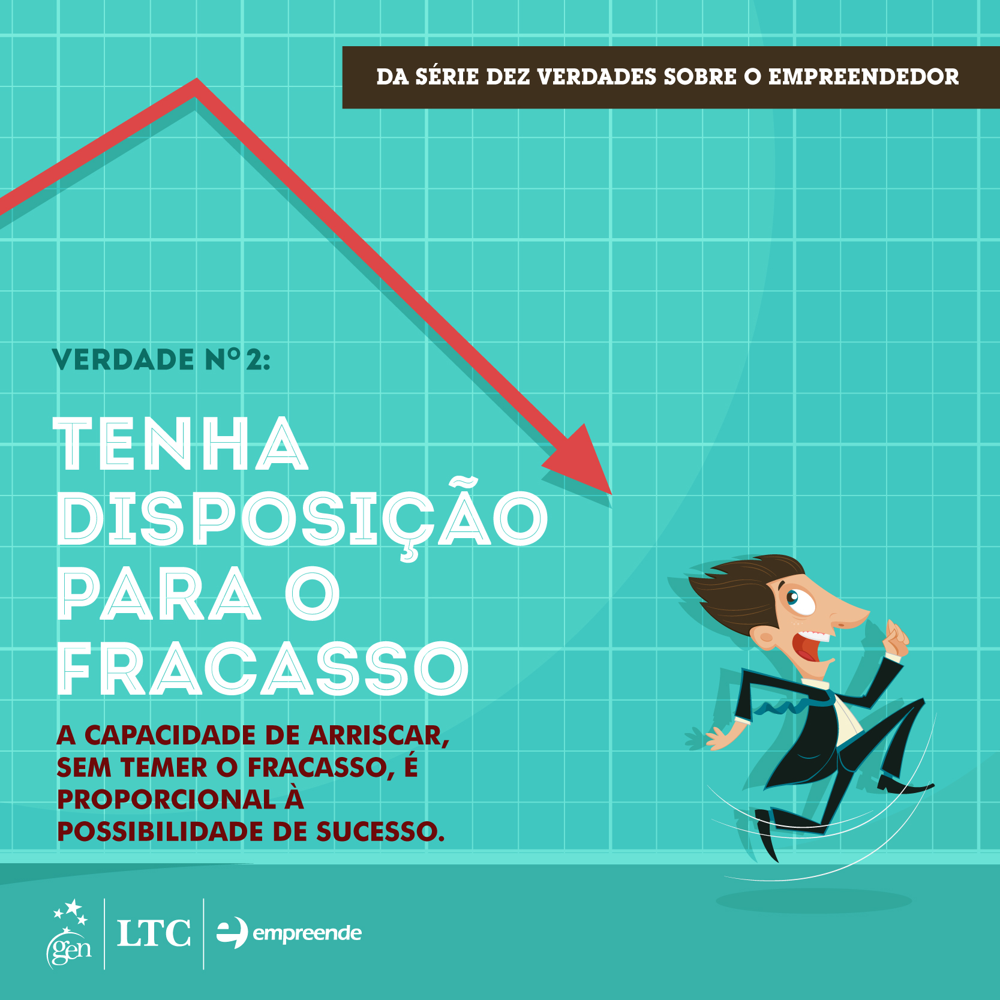 DA SÉRIE DEZ VERDADES SOBRE O EMPREENDEDOR
VERDADE Nº 2:
TENHA
DISPOSIÇÃO
PARA O
FRACASSO
A CAPACIDADE DE ARRISCAR,
SEM TEMER O FRACASSO, É
PROPORCIONAL À
POSSIBILIDADE DE SUCESSO.
gen LTC empreende